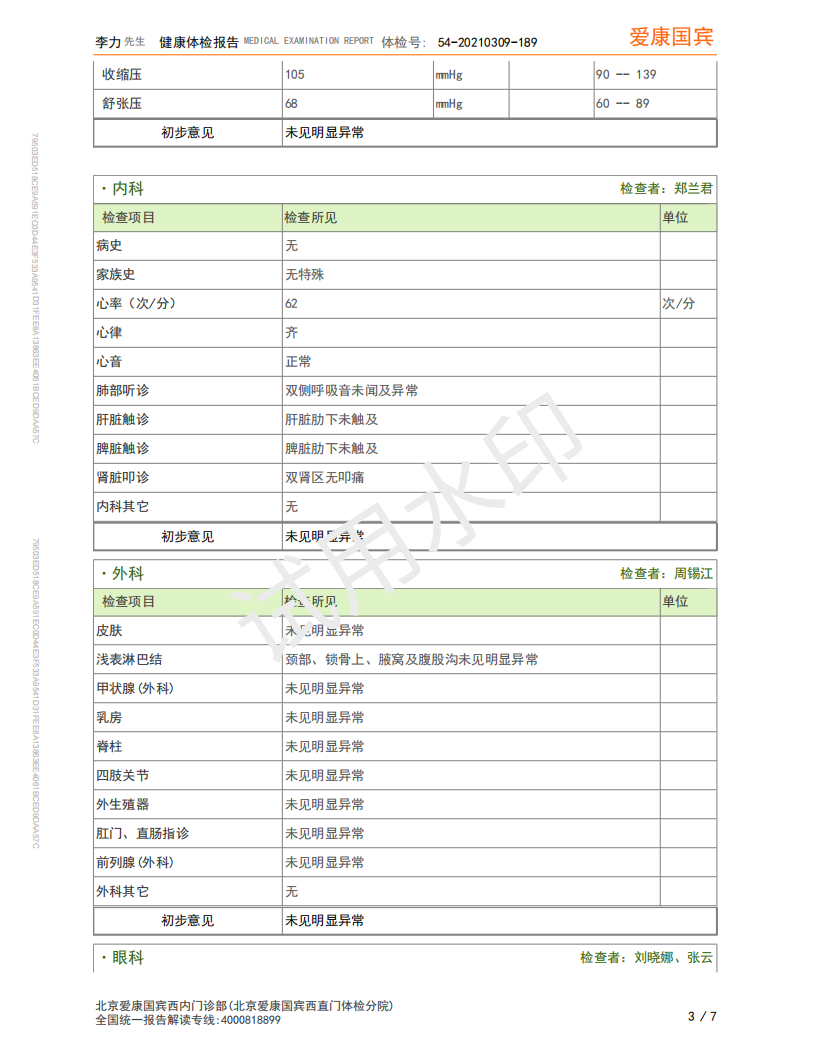 李力 先生 健康体检报告 MEDICAL EXAMINATION REPORT 体检号: 54-20210309-189 爱康国宾
收缩压 105 mmHg 90 -- 139
舒张压 68 mmHg 60 -- 89
初步意见 未见明显异常
·内科 检查者: 郑兰君
检查项目 检查所见 单位
病史 无
家族史 无特殊
心率（次/分） 62 次/分
心律 齐
心音 正常
肺部听诊 双侧呼吸音未闻及异常
肝脏触诊 肝脏肋下未触及
脾脏触诊 脾脏肋下未触及
肾脏叩诊 双肾区无叩痛
内科其它 无
初步意见 未见明显异常
·外科 检查者: 周锡江
检查项目 检查所见 单位
皮肤 未见明显异常
浅表淋巴结 颈部、锁骨上、腋窝及腹股沟未见明显异常
甲状腺(外科) 未见明显异常
乳房 未见明显异常
脊柱 未见明显异常
四肢关节 未见明显异常
外生殖器 未见明显异常
肛门、直肠指诊 未见明显异常
前列腺(外科) 未见明显异常
外科其它 无
初步意见 未见明显异常
·眼科 检查者: 刘晓娜、张云
北京爱康国宾西内门诊部(北京爱康国宾西直门体检分院)
全国统一报告解读专线:4000818899
3 / 7
试用水印